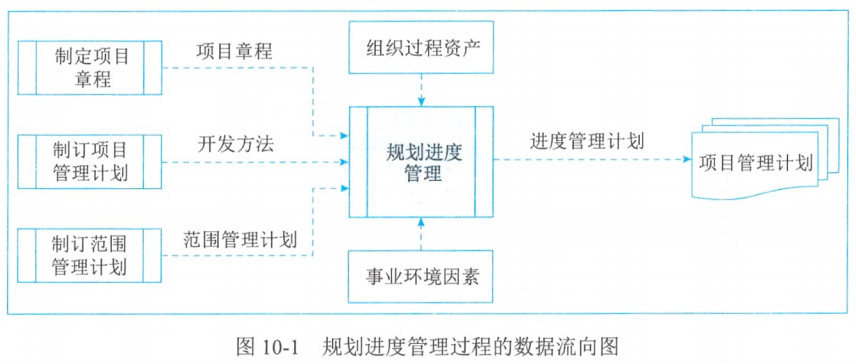 制定项目
章程
项目章程
组织过程资产
制订项目
管理计划
开发方法
规划进度
管理
进度管理计划
项目管理计划
制订范围
管理计划
范围管理计划
事业环境因素
图 10-1 规划进度管理过程的数据流向图